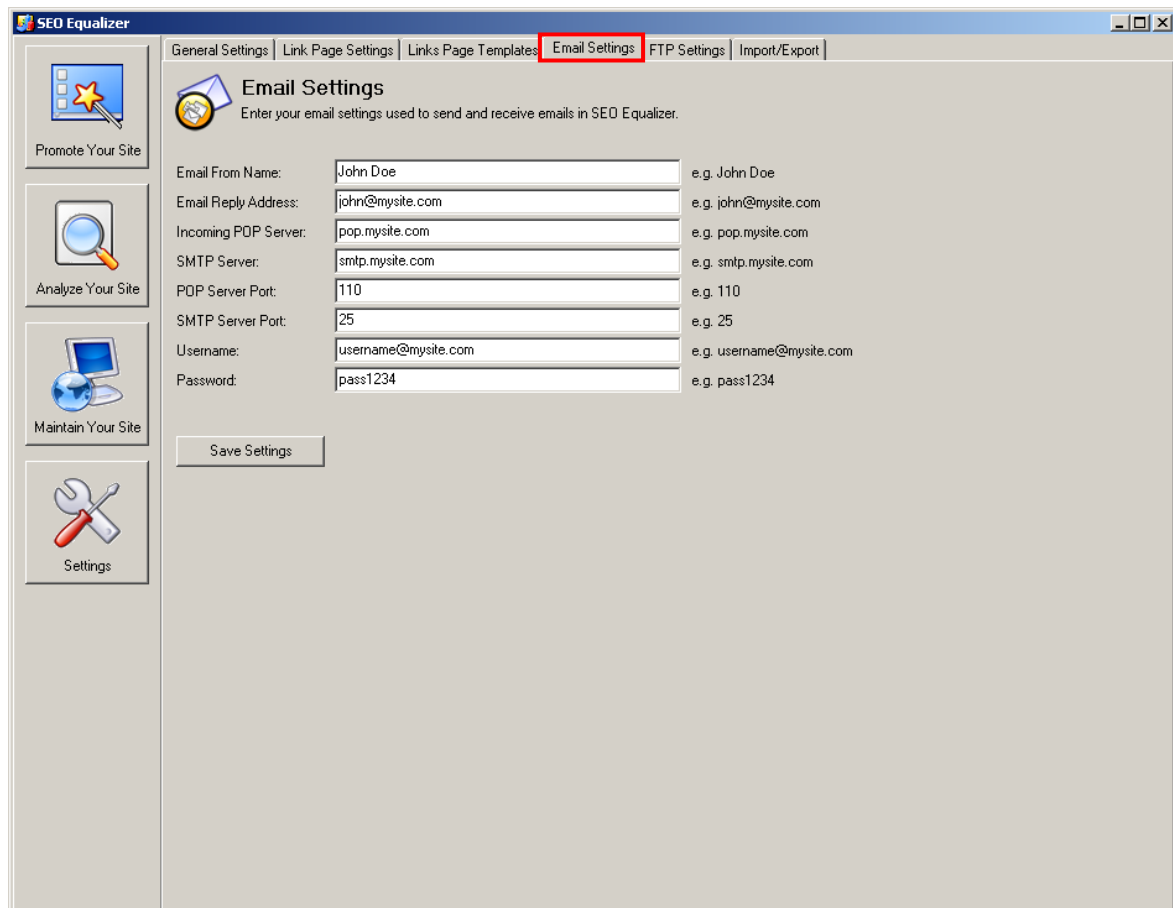 SEO Equalizer
General Settings Link Page Settings Links Page Templates Email Settings FTP Settings Import/Export
Email Settings
Enter your email settings used to send and receive emails in SEO Equalizer.
Promote Your Site
Email From Name: John Doe e.g. John Doe
Email Reply Address: john@mysite.com e.g. john@mysite.com
Incoming POP Server: pop.mysite.com e.g. pop.mysite.com
SMTP Server: smtp.mysite.com e.g. smtp.mysite.com
Analyze Your Site
POP Server Port: 110 e.g. 110
SMTP Server Port: 25 e.g. 25
Username: username@mysite.com e.g. username@mysite.com
Password: pass1234 e.g. pass1234
Maintain Your Site
Save Settings
Settings